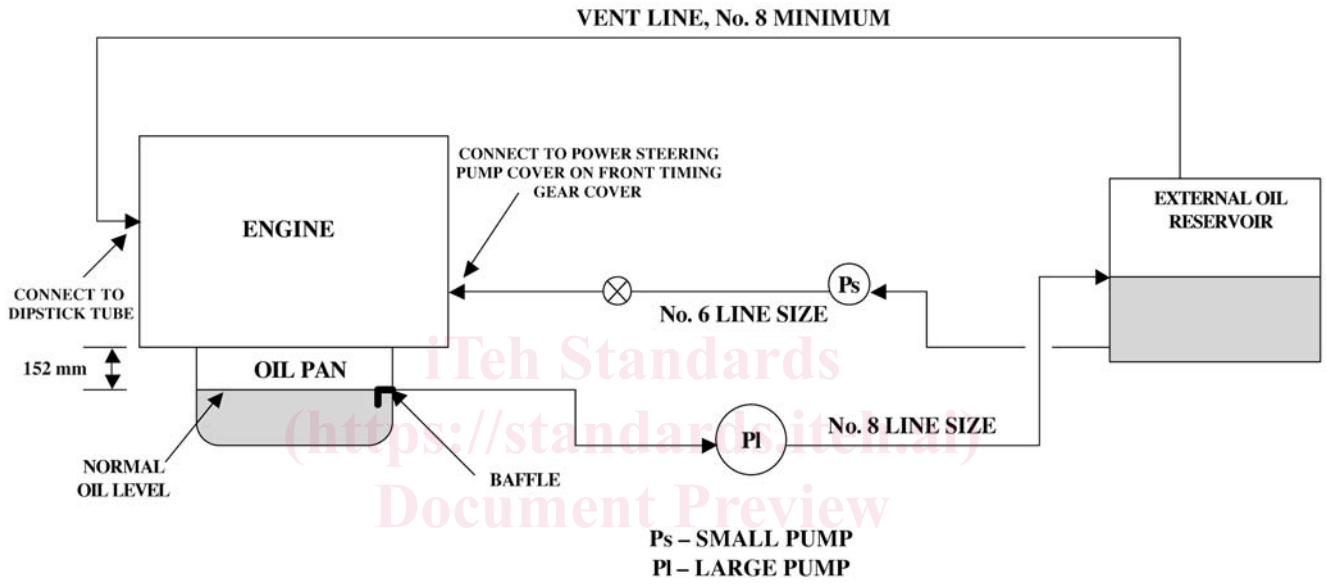 VENT LINE, No. 8 MINIMUM
CONNECT TO POWER STEERING
PUMP COVER ON FRONT TIMING
GEAR COVER
ENGINE
EXTERNAL OIL
RESERVOIR
CONNECT TO
DIPSTICK TUBE
Ps
No. 6 LINE SIZE
152 mm
OIL PAN
iTeh Standards
(https://standards.iteh.ai)
Document Preview
Pl
No. 8 LINE SIZE
NORMAL
OIL LEVEL
BAFFLE
Ps – SMALL PUMP
Pl – LARGE PUMP